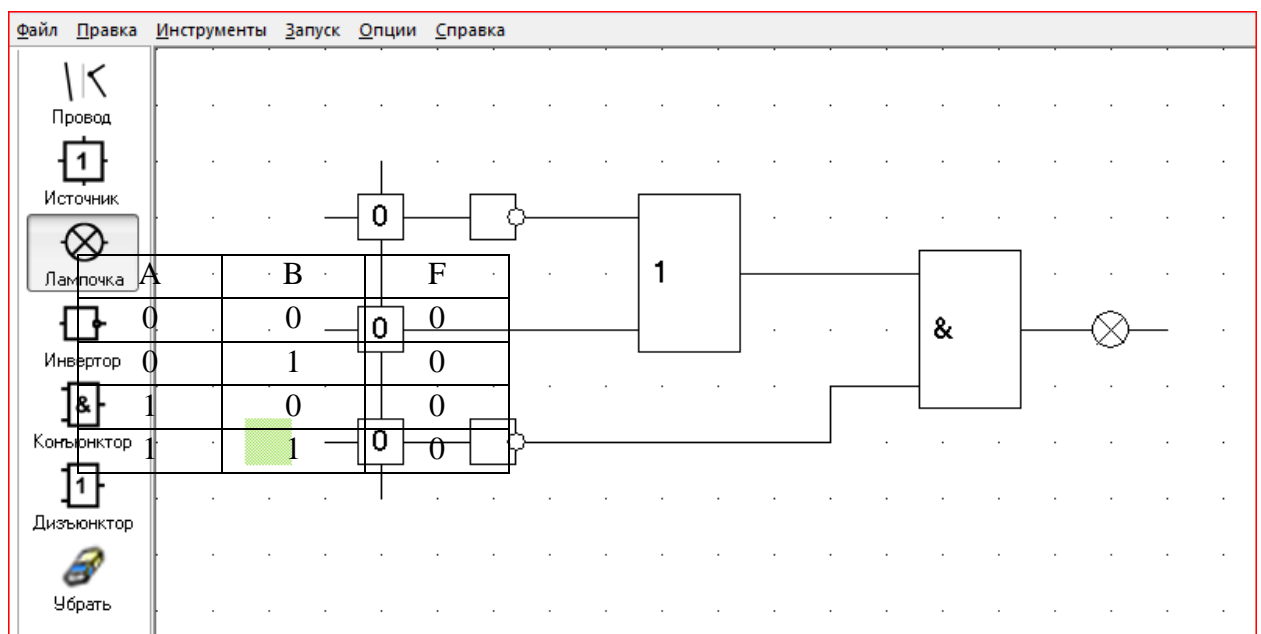 Файл Правка Инструменты Запуск Опции Справка
Провод
1
Источник
Лампочка
Инвертор
&
Конъюнктор
1
Дизъюнктор
Убрать
0
0
0
1
&
A B F
0 0 0
0 1 0
1 0 0
1 1 0